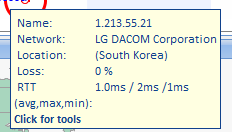 Name: 1.213.55.21
Network: LG DACOM Corporation
Location: (South Korea)
Loss: 0 %
RTT 1.0ms / 2ms /1ms
(avg,max,min):
Click for tools